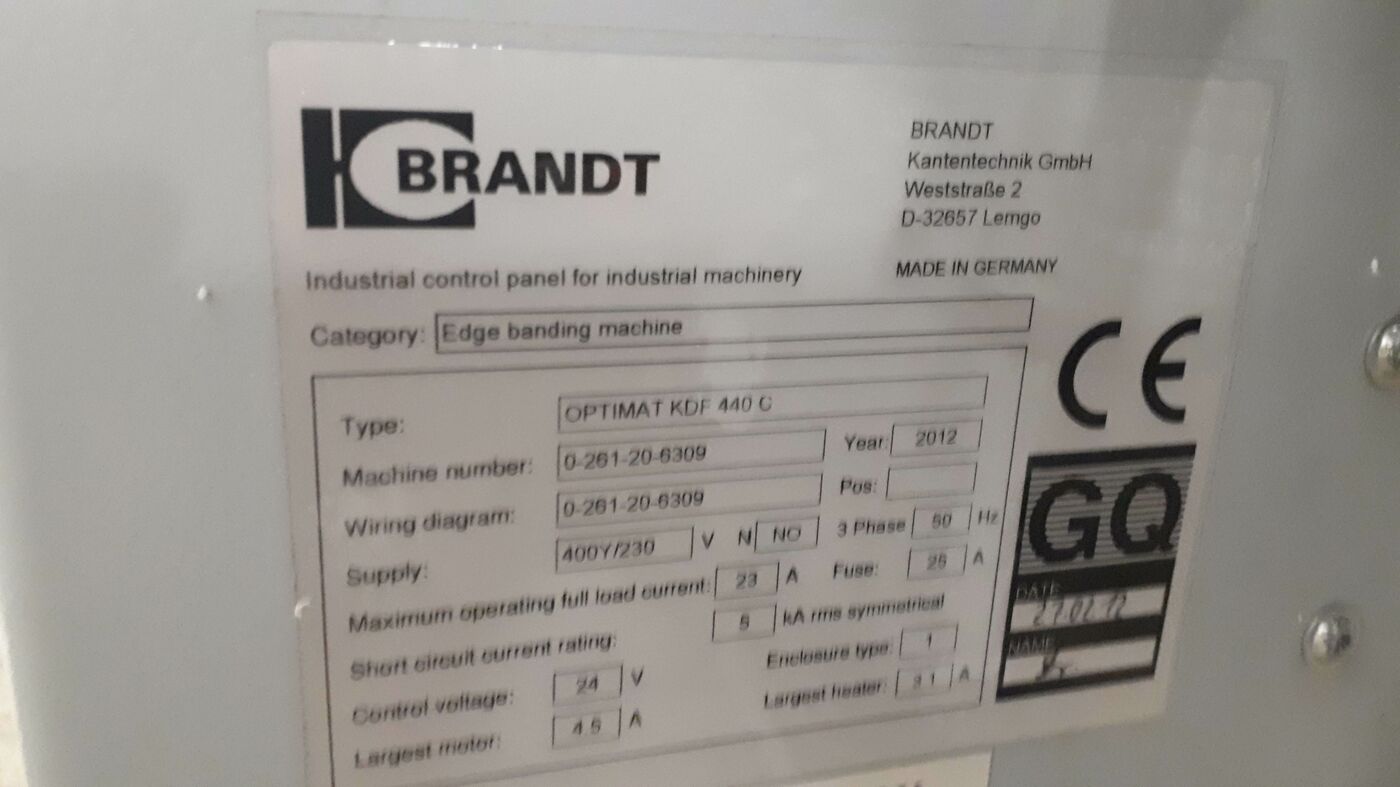 BRANDT
BRANDT
Kantentechnik GmbH
Weststraße 2
D-32657 Lemgo
MADE IN GERMANY
Industrial control panel for industrial machinery
Category: Edge banding machine
CE
Type: OPTIMAT KDF 440 C
Machine number: 0-261-20-6309 Year: 2012
Wiring diagram: 0-261-20-6309 Pos:
Supply: 400Y/230 V N NO 3 Phase 50 Hz
Maximum operating full load current: 23 A Fuse: 25 A
Short circuit current rating: 5 kA rms symmetrical
Control voltage: 24 V Enclosure type: 1
Largest motor: 4.5 A Largest heater: 3.1 A
GQ
DATE
27.02.12
NAME